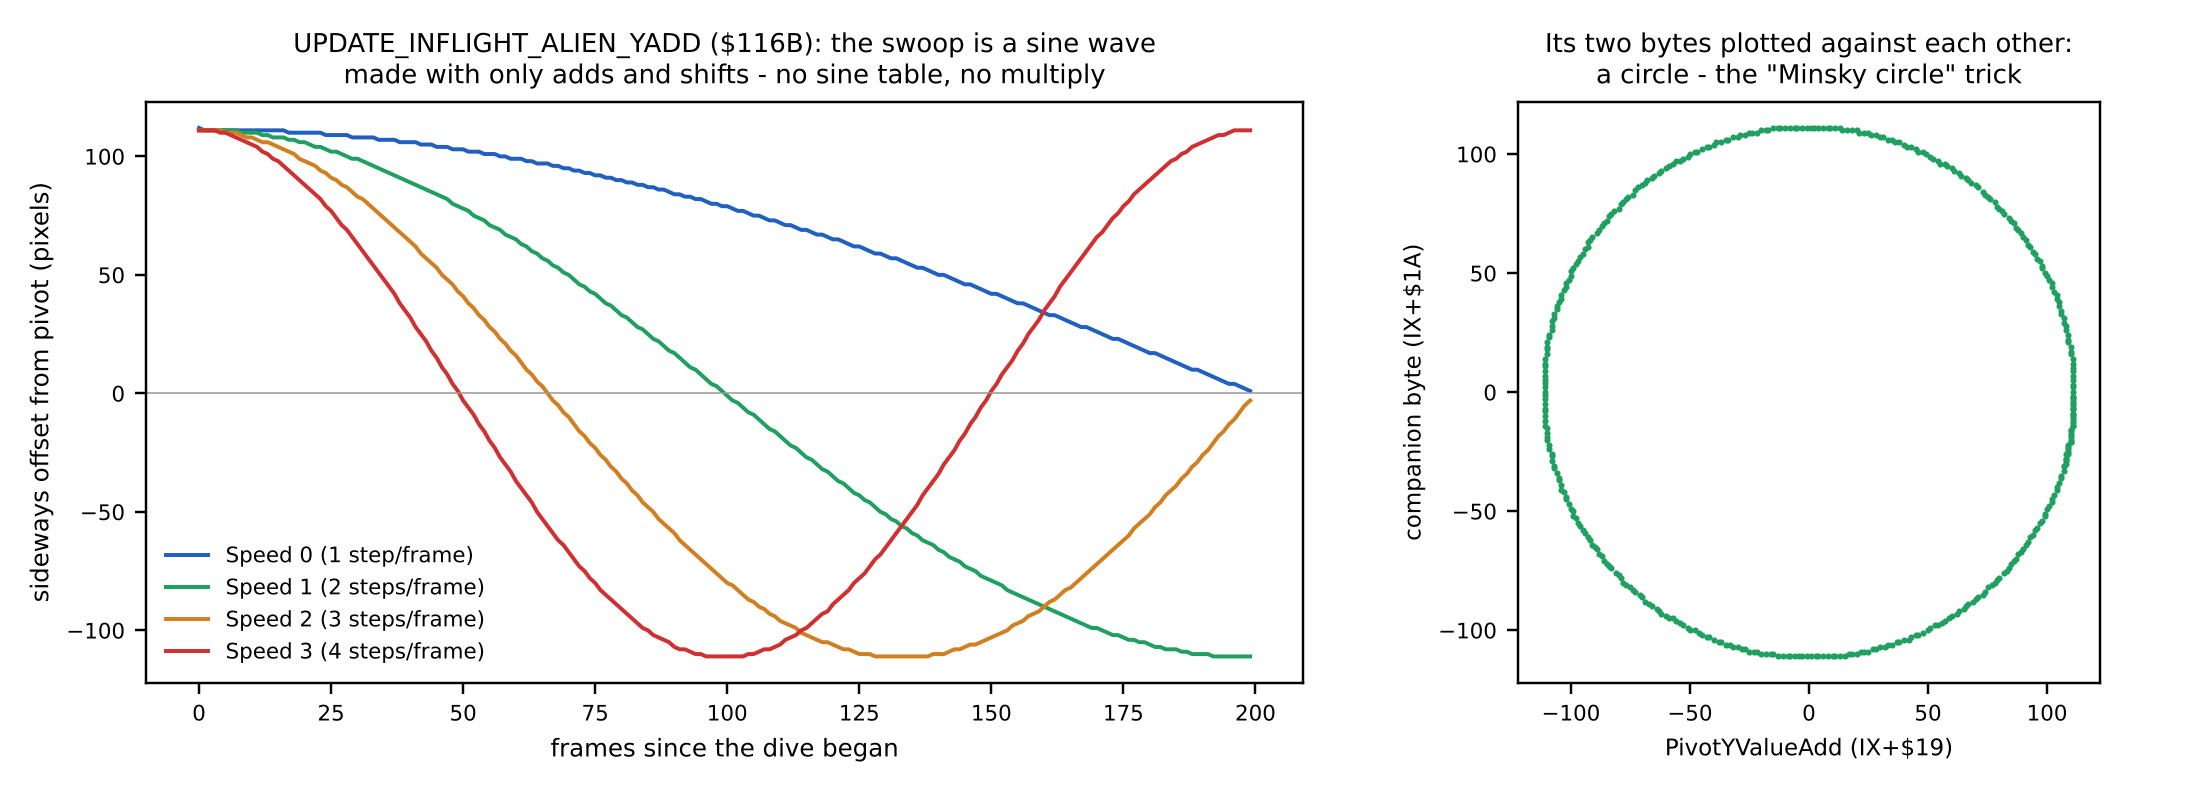 UPDATE_INFLIGHT_ALIEN_YADD ($116B): the swoop is a sine wave
made with only adds and shifts - no sine table, no multiply
sideways offset from pivot (pixels)
100
50
0
−50
−100
Speed 0 (1 step/frame)
Speed 1 (2 steps/frame)
Speed 2 (3 steps/frame)
Speed 3 (4 steps/frame)
0 25 50 75 100 125 150 175 200
frames since the dive began
Its two bytes plotted against each other:
a circle - the "Minsky circle" trick
companion byte (IX+$1A)
100
50
0
−50
−100
−100 −50 0 50 100
PivotYValueAdd (IX+$19)